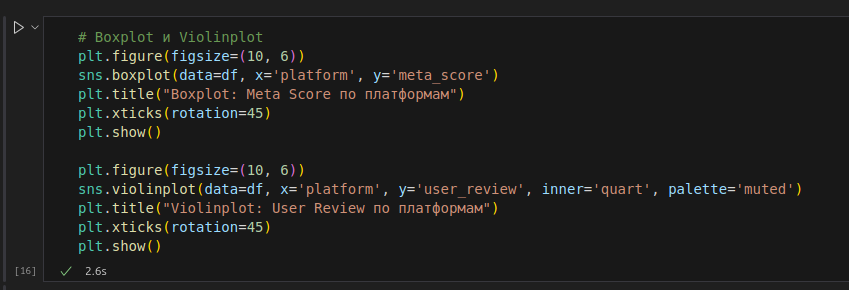 # Boxplot и Violinplot
plt.figure(figsize=(10, 6))
sns.boxplot(data=df, x='platform', y='meta_score')
plt.title("Boxplot: Meta Score по платформам")
plt.xticks(rotation=45)
plt.show()

plt.figure(figsize=(10, 6))
sns.violinplot(data=df, x='platform', y='user_review', inner='quart', palette='muted')
plt.title("Violinplot: User Review по платформам")
plt.xticks(rotation=45)
plt.show()
[16] 2.6s